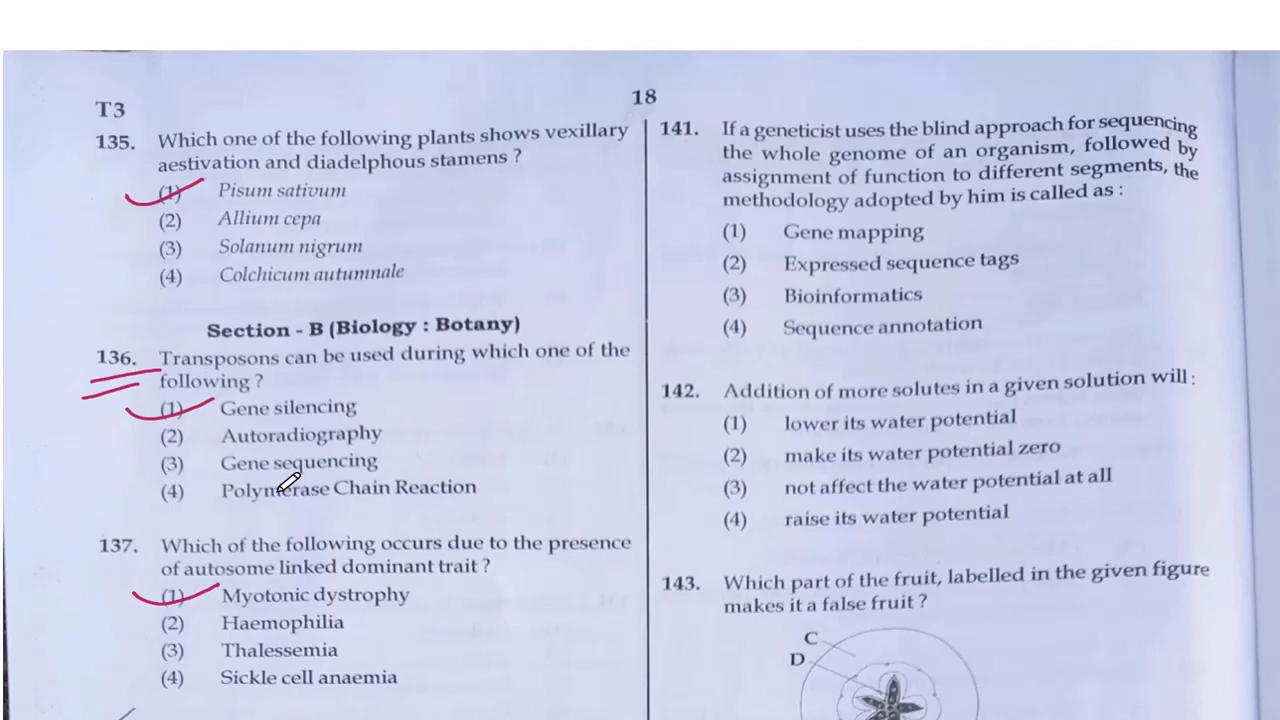 T3
18
135. Which one of the following plants shows vexillary
aestivation and diadelphous stamens ?
(1) Pisum sativum
(2) Allium cepa
(3) Solanum nigrum
(4) Colchicum autumnale
Section - B (Biology : Botany)
136. Transposons can be used during which one of the
following ?
(1) Gene silencing
(2) Autoradiography
(3) Gene sequencing
(4) Polymerase Chain Reaction
137. Which of the following occurs due to the presence
of autosome linked dominant trait ?
(1) Myotonic dystrophy
(2) Haemophilia
(3) Thalessemia
(4) Sickle cell anaemia
141. If a geneticist uses the blind approach for sequencing
the whole genome of an organism, followed by
assignment of function to different segments, the
methodology adopted by him is called as :
(1) Gene mapping
(2) Expressed sequence tags
(3) Bioinformatics
(4) Sequence annotation
142. Addition of more solutes in a given solution will :
(1) lower its water potential
(2) make its water potential zero
(3) not affect the water potential at all
(4) raise its water potential
143. Which part of the fruit, labelled in the given figure
makes it a false fruit ?
C
D